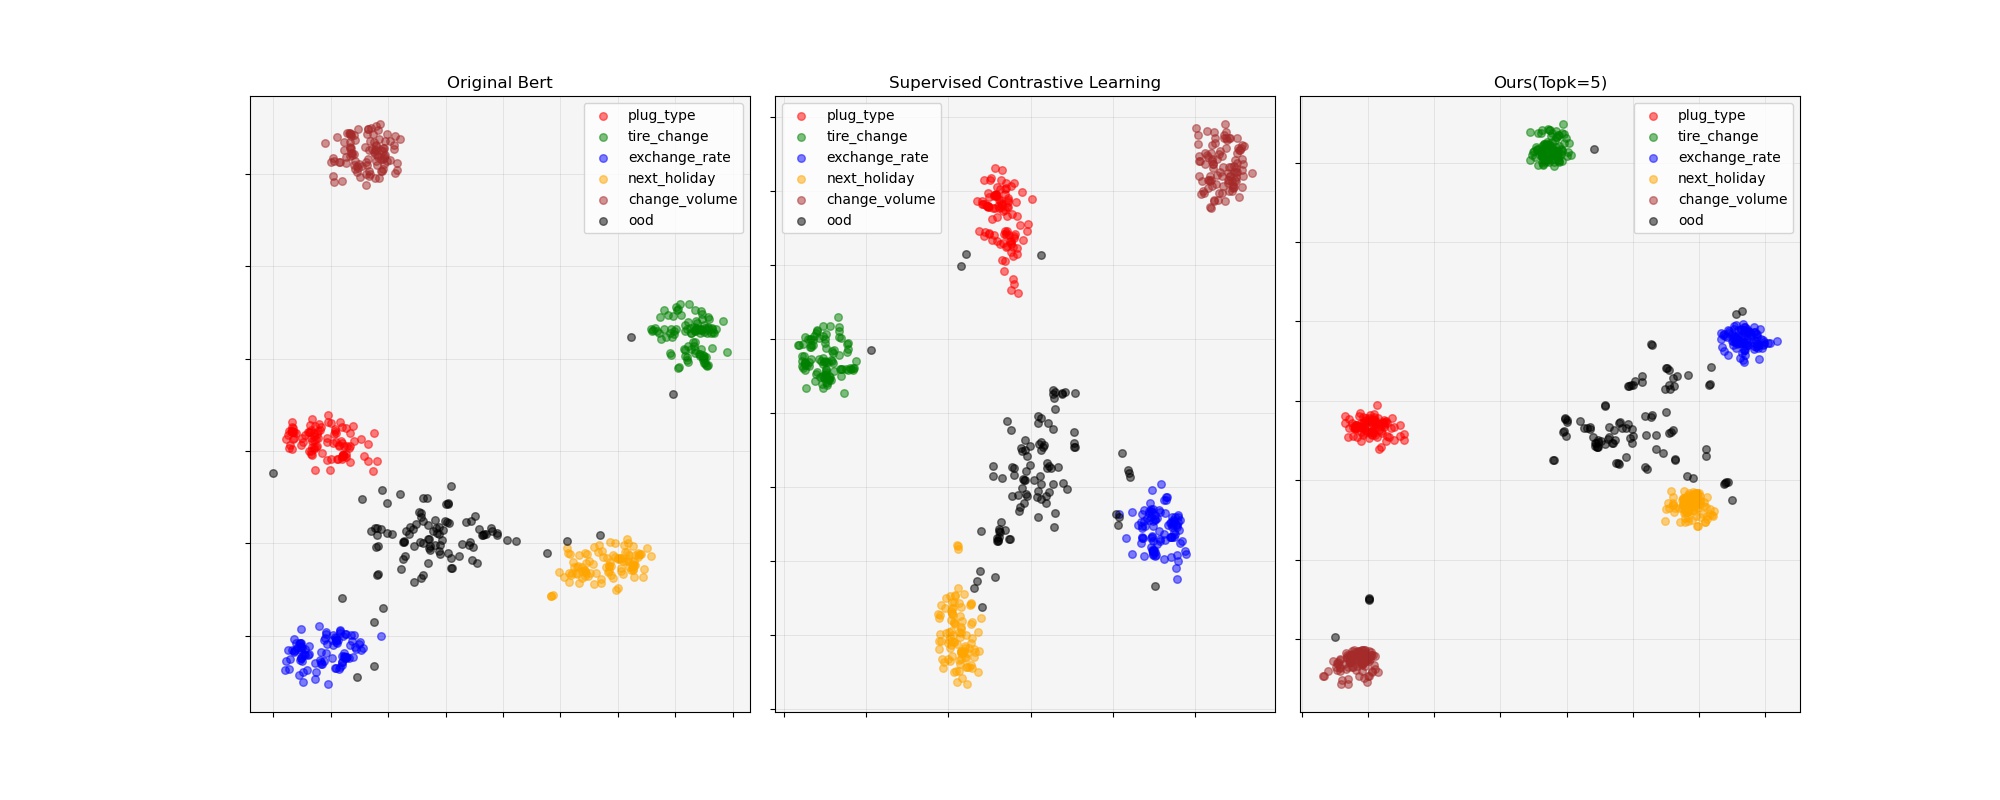 Original Bert
plug_type
tire_change
exchange_rate
next_holiday
change_volume
ood
Supervised Contrastive Learning
plug_type
tire_change
exchange_rate
next_holiday
change_volume
ood
Ours(Topk=5)
plug_type
tire_change
exchange_rate
next_holiday
change_volume
ood